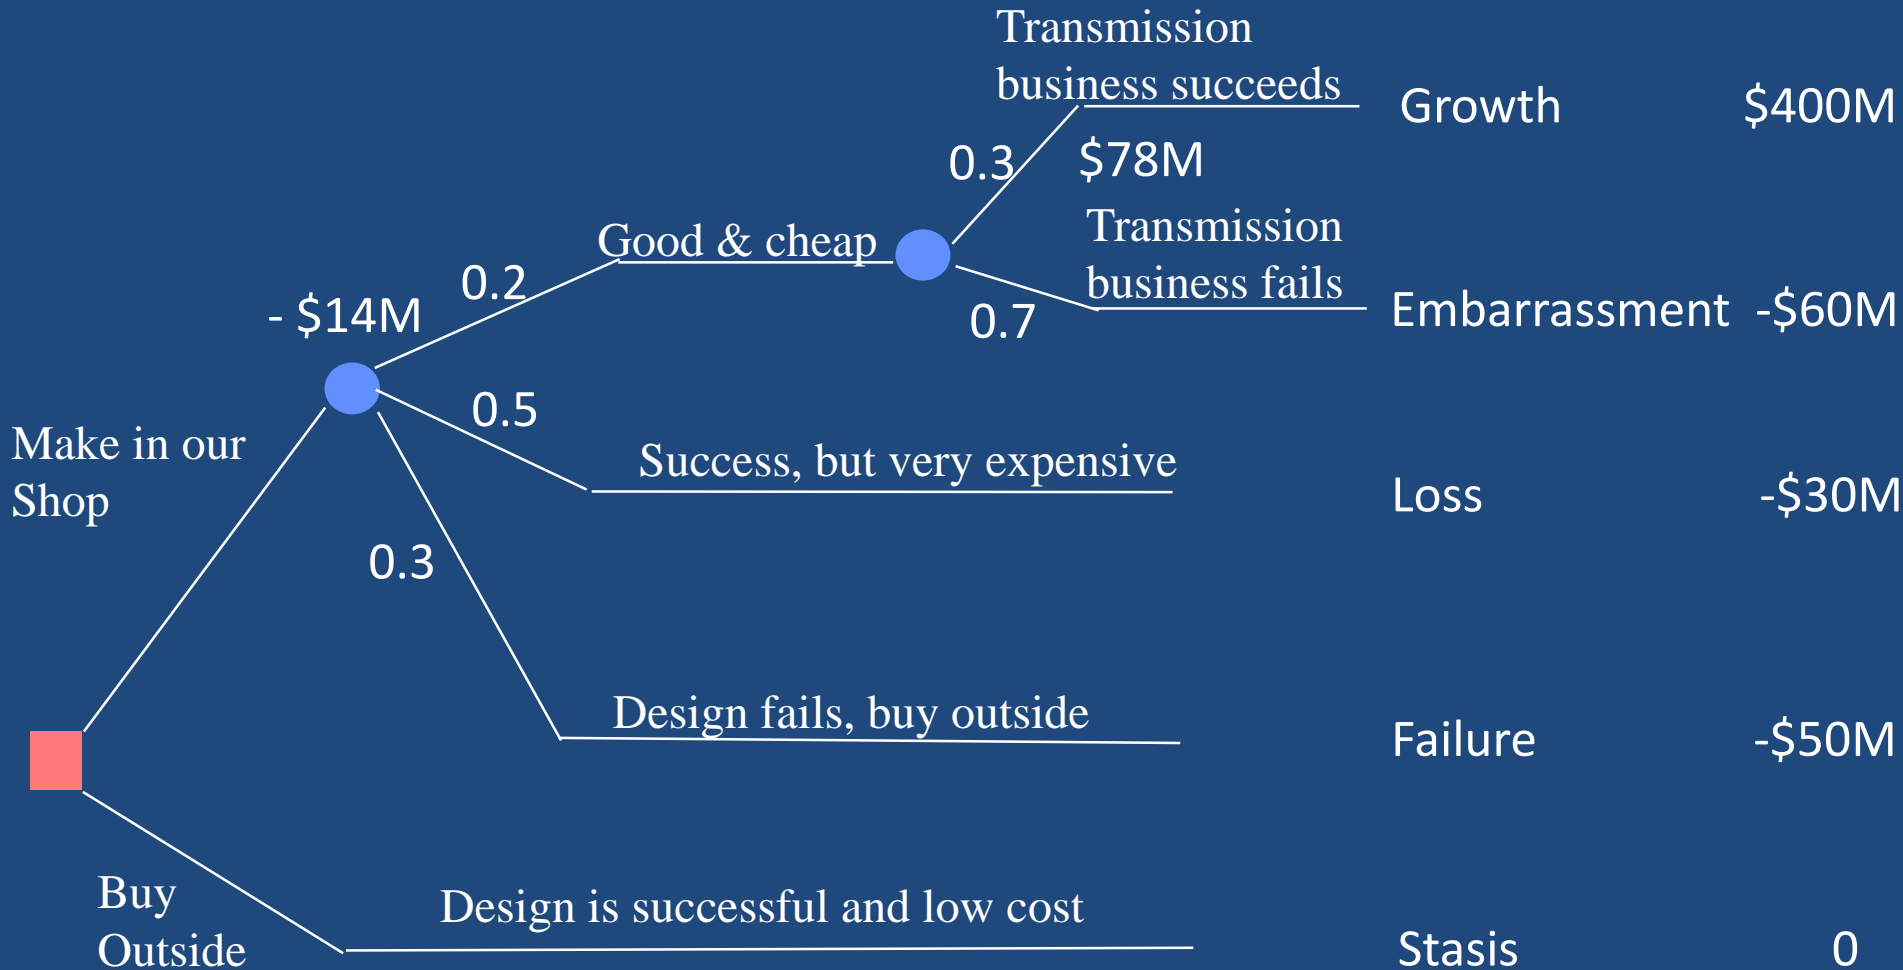 Transmission
business succeeds
Growth $400M
0.3 $78M
Transmission
business fails
Good & cheap
0.2
- $14M
0.7
Embarrassment -$60M
0.5
Make in our
Shop
Success, but very expensive
Loss -$30M
0.3
Design fails, buy outside
Failure -$50M
Buy
Outside
Design is successful and low cost
Stasis 0